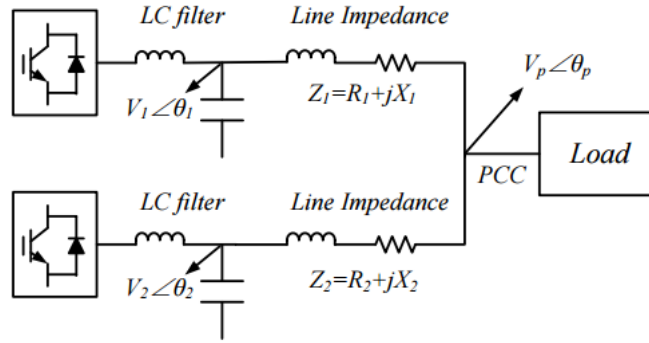 LC filter Line Impedance
V1∠θ1 Z1=R1+jX1 Vp∠θp
PCC Load
LC filter Line Impedance
V2∠θ2 Z2=R2+jX2